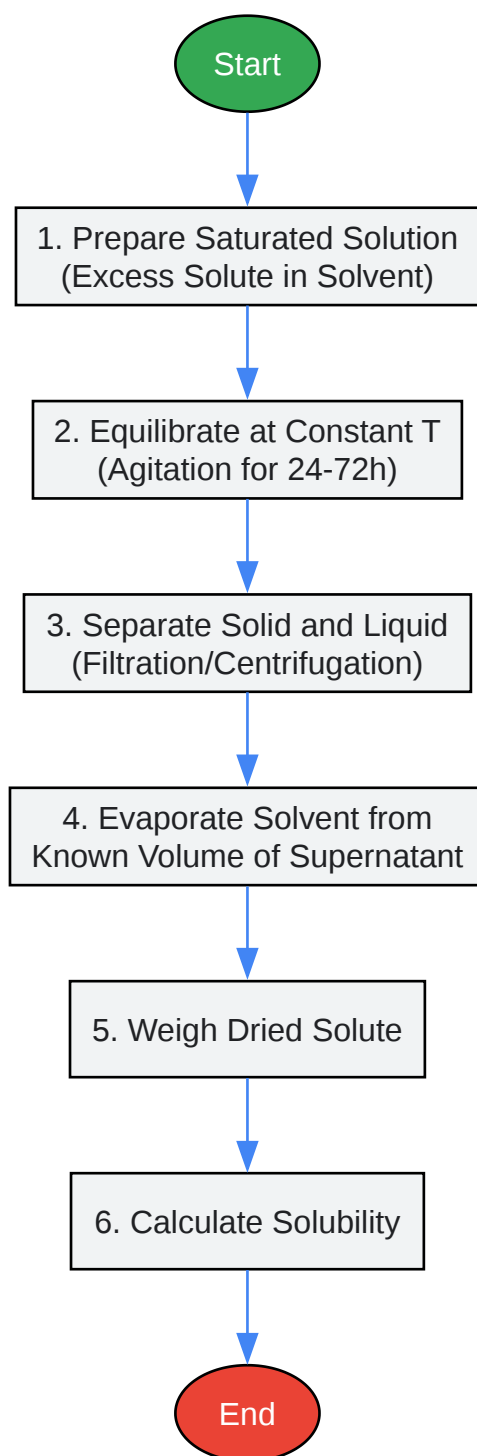 Start
1. Prepare Saturated Solution
(Excess Solute in Solvent)
2. Equilibrate at Constant T
(Agitation for 24-72h)
3. Separate Solid and Liquid
(Filtration/Centrifugation)
4. Evaporate Solvent from
Known Volume of Supernatant
5. Weigh Dried Solute
6. Calculate Solubility
End